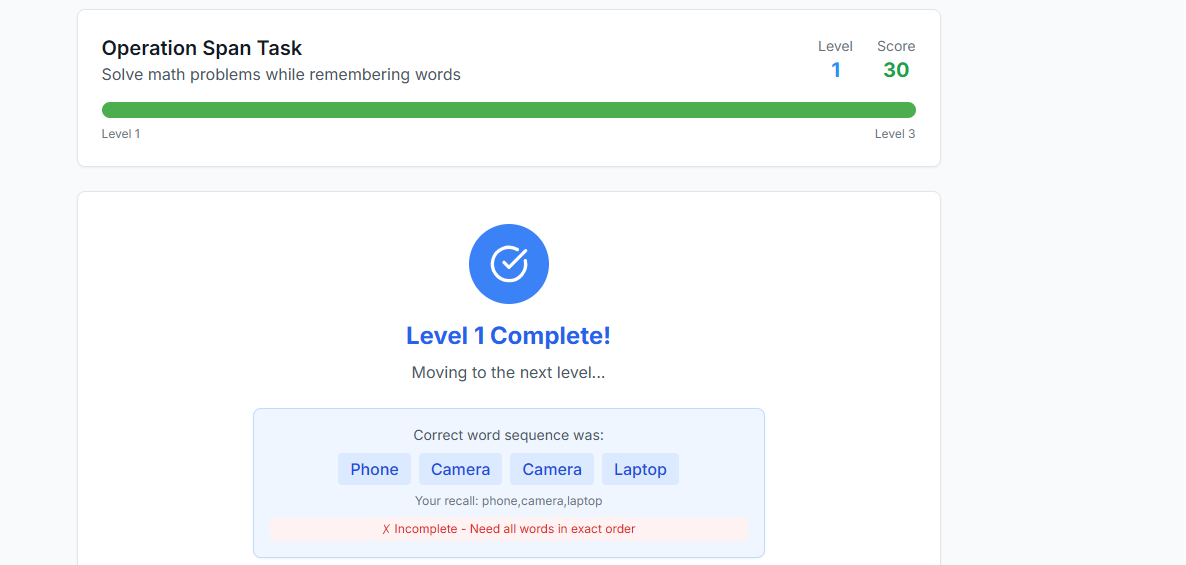 Operation Span Task
Solve math problems while remembering words
Level Score
1 30
Level 1 Level 3
Level 1 Complete!
Moving to the next level...
Correct word sequence was:
Phone Camera Camera Laptop
Your recall: phone,camera,laptop
✗ Incomplete - Need all words in exact order